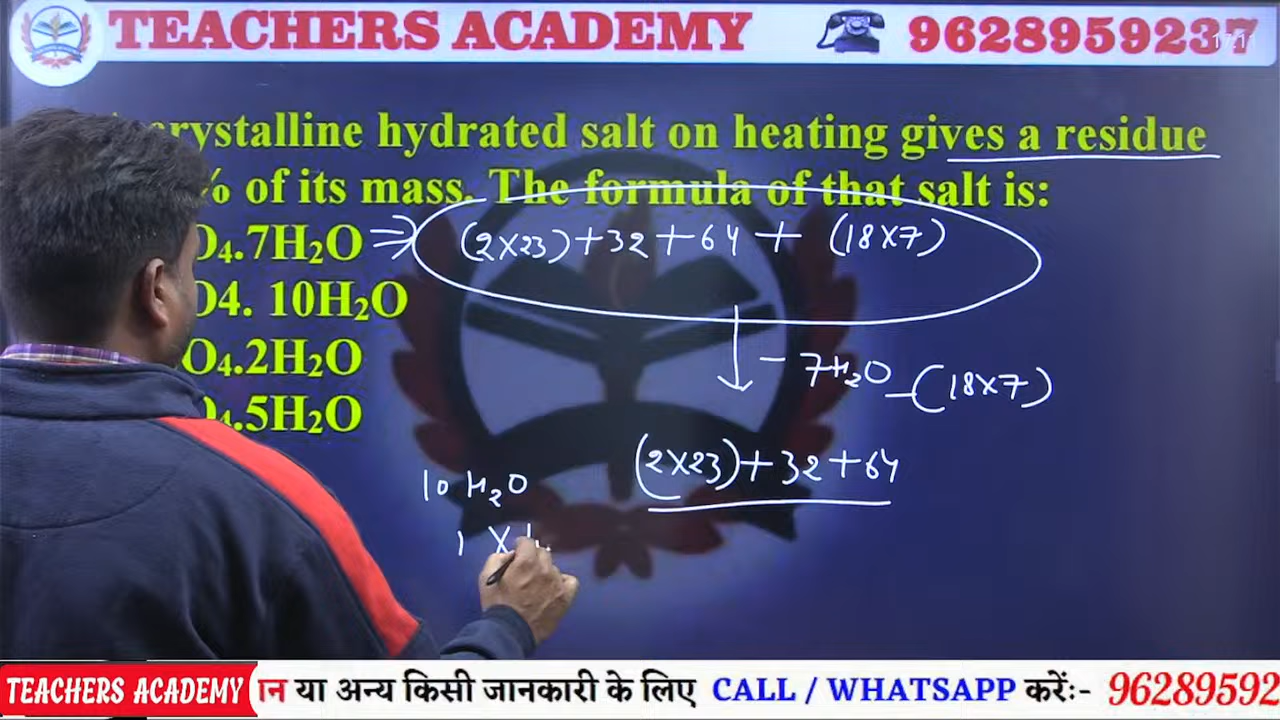 TEACHERS ACADEMY 9628959237
crystalline hydrated salt on heating gives a residue
% of its mass. The formula of that salt is:
O₄.7H₂O ⇒ (2×23)+32+64 + (18×7)
O4. 10H₂O
O₄.2H₂O
- 7H₂O -(18×7)
O₄.5H₂O
(2×23)+32+64
10 H₂O
TEACHERS ACADEMY या अन्य किसी जानकारी के लिए CALL / WHATSAPP करें:- 96289592